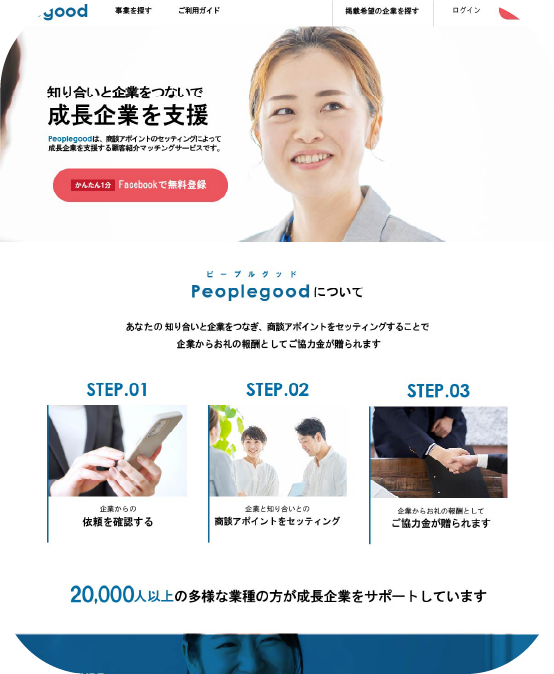 good 事業を探す ご利用ガイド 掲載希望の企業を探す ログイン
知り合いと企業をつないで
成長企業を支援
Peoplegoodは、商談アポイントのセッティングによって
成長企業を支援する顧客紹介マッチングサービスです。
かんたん1分 Facebookで無料登録
ピープルグッド
Peoplegoodについて
あなたの知り合いと企業をつなぎ、商談アポイントをセッティングすることで
企業からお礼の報酬としてご協力金が贈られます
STEP.01
企業からの
依頼を確認する
STEP.02
企業と知り合いとの
商談アポイントをセッティング
STEP.03
企業からお礼の報酬として
ご協力金が贈られます
20,000人以上の多様な業種の方が成長企業をサポートしています